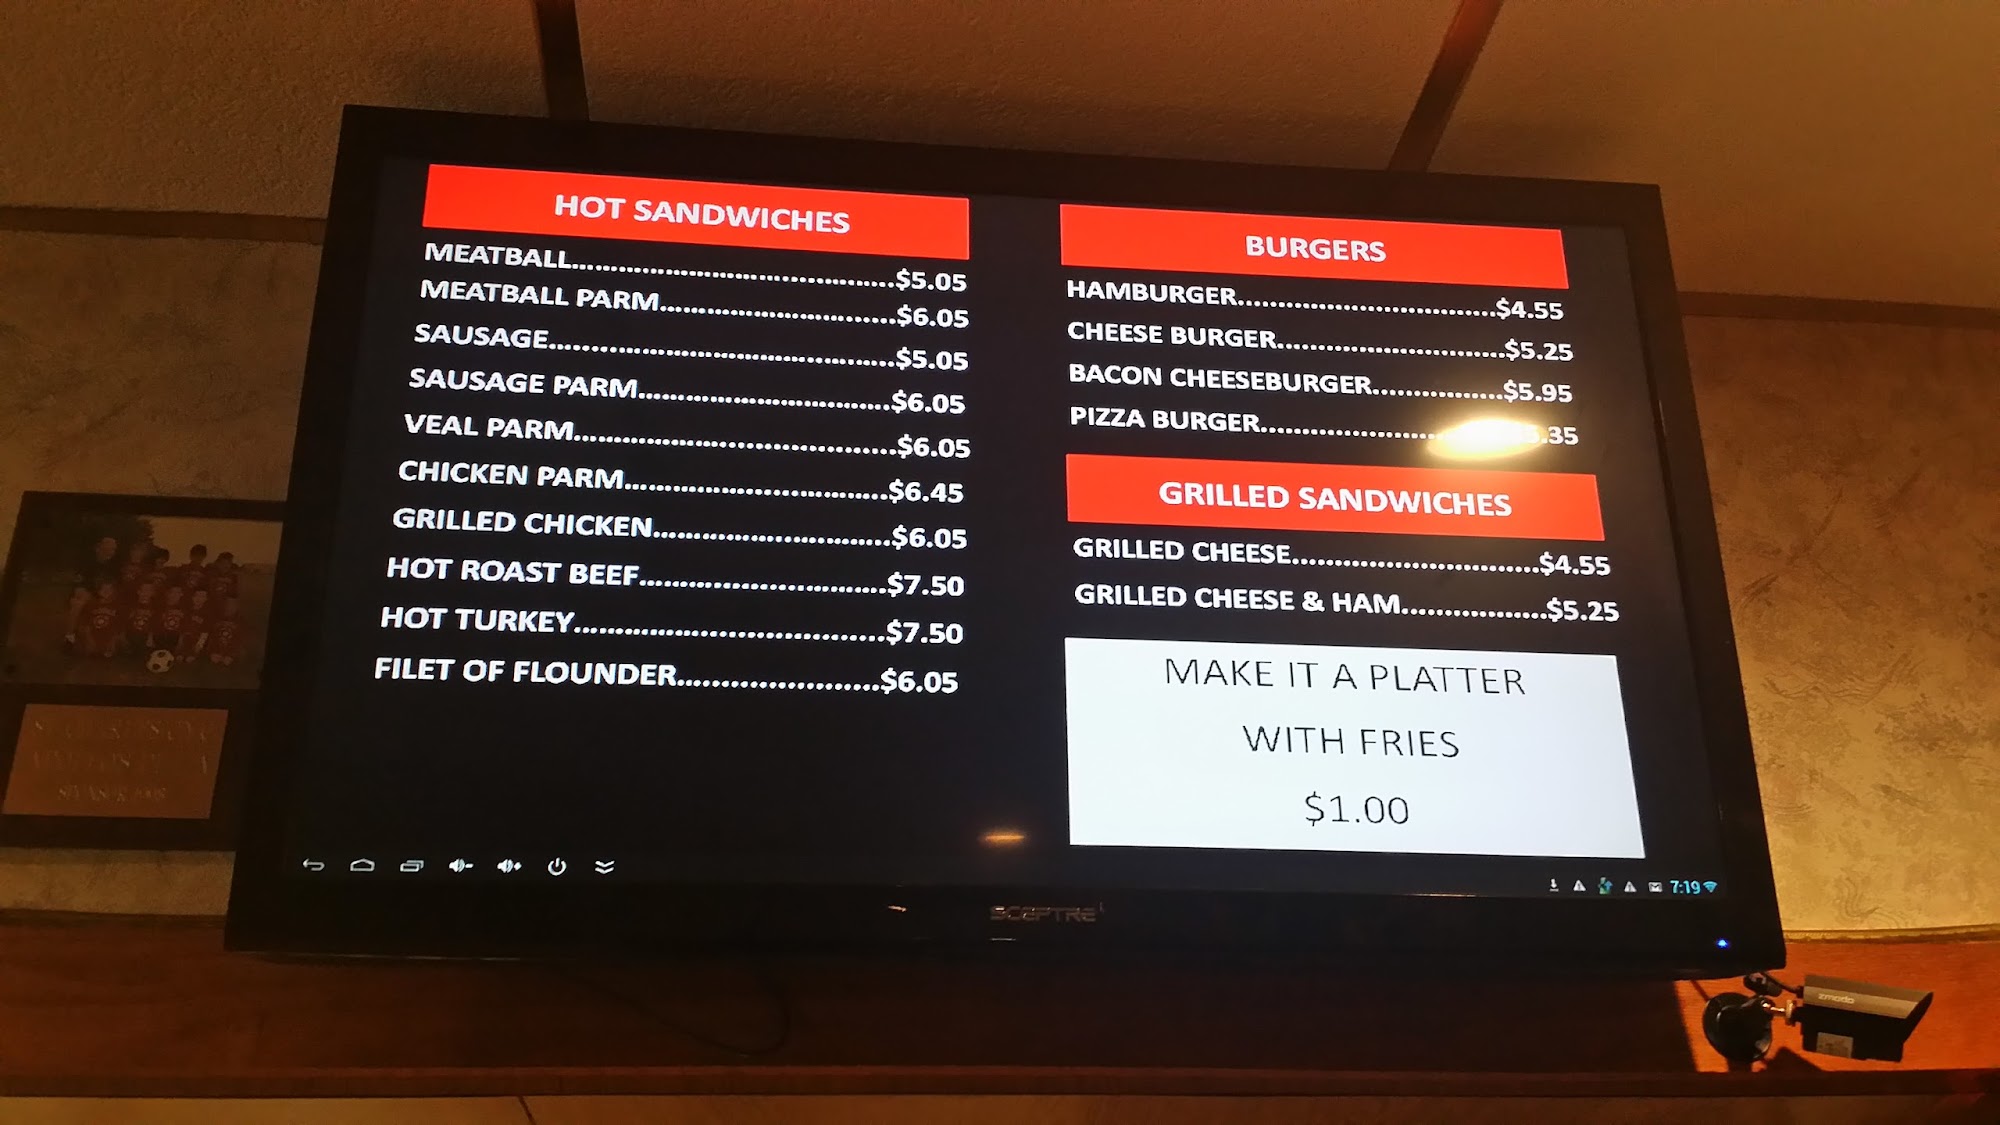 HOT SANDWICHES
MEATBALL..........................................$5.05
MEATBALL PARM..............................$6.05
SAUSAGE............................................$5.05
SAUSAGE PARM................................$6.05
VEAL PARM.........................................$6.05
CHICKEN PARM..................................$6.45
GRILLED CHICKEN..............................$6.05
HOT ROAST BEEF................................$7.50
HOT TURKEY........................................$7.50
FILET OF FLOUNDER..........................$6.05
BURGERS
HAMBURGER................................$4.55
CHEESE BURGER............................$5.25
BACON CHEESEBURGER................$5.95
PIZZA BURGER......................
GRILLED SANDWICHES
GRILLED CHEESE..............................$4.55
GRILLED CHEESE & HAM..................$5.25
MAKE IT A PLATTER
WITH FRIES
$1.00
7:19
SCEPTRE
zmodo